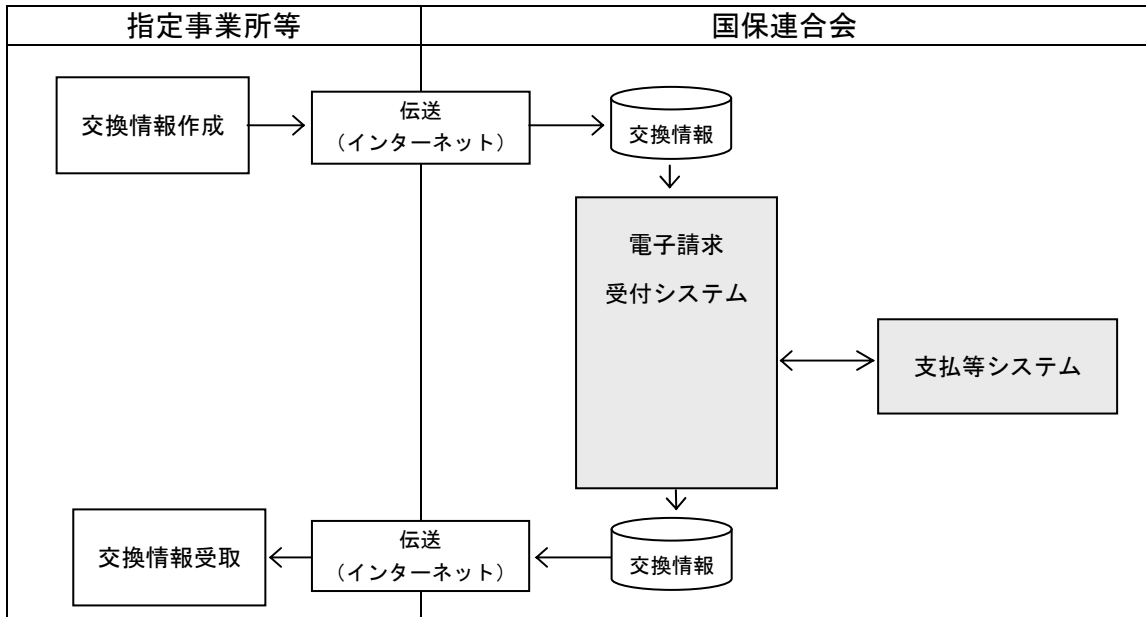 指定事業所等
国保連合会
交換情報作成
伝送
（インターネット）
交換情報
電子請求
受付システム
支払等システム
交換情報受取
伝送
（インターネット）
交換情報